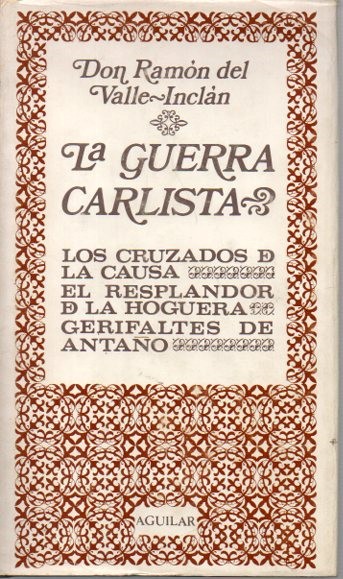 Don Ramón del
Valle-Inclán
La GUERRA
CARLISTA
LOS CRUZADOS D
LA CAUSA
EL RESPLANDOR
D LA HOGUERA
GERIFALTES DE
ANTAÑO
AGUILAR